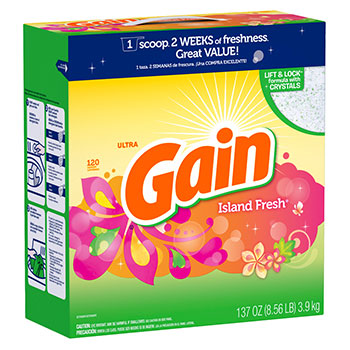 1 scoop. 2 WEEKS of freshness.
Great VALUE!
1 taza. 2 SEMANAS de frescura. ¡Una COMPRA EXCELENTE!
LIFT & LOCK
formula with
+ CRYSTALS
ULTRA
120
Gain
Island Fresh®
137 OZ (8.56 LB) 3.9 kg
CAUTION:
PRECAUCIÓN: